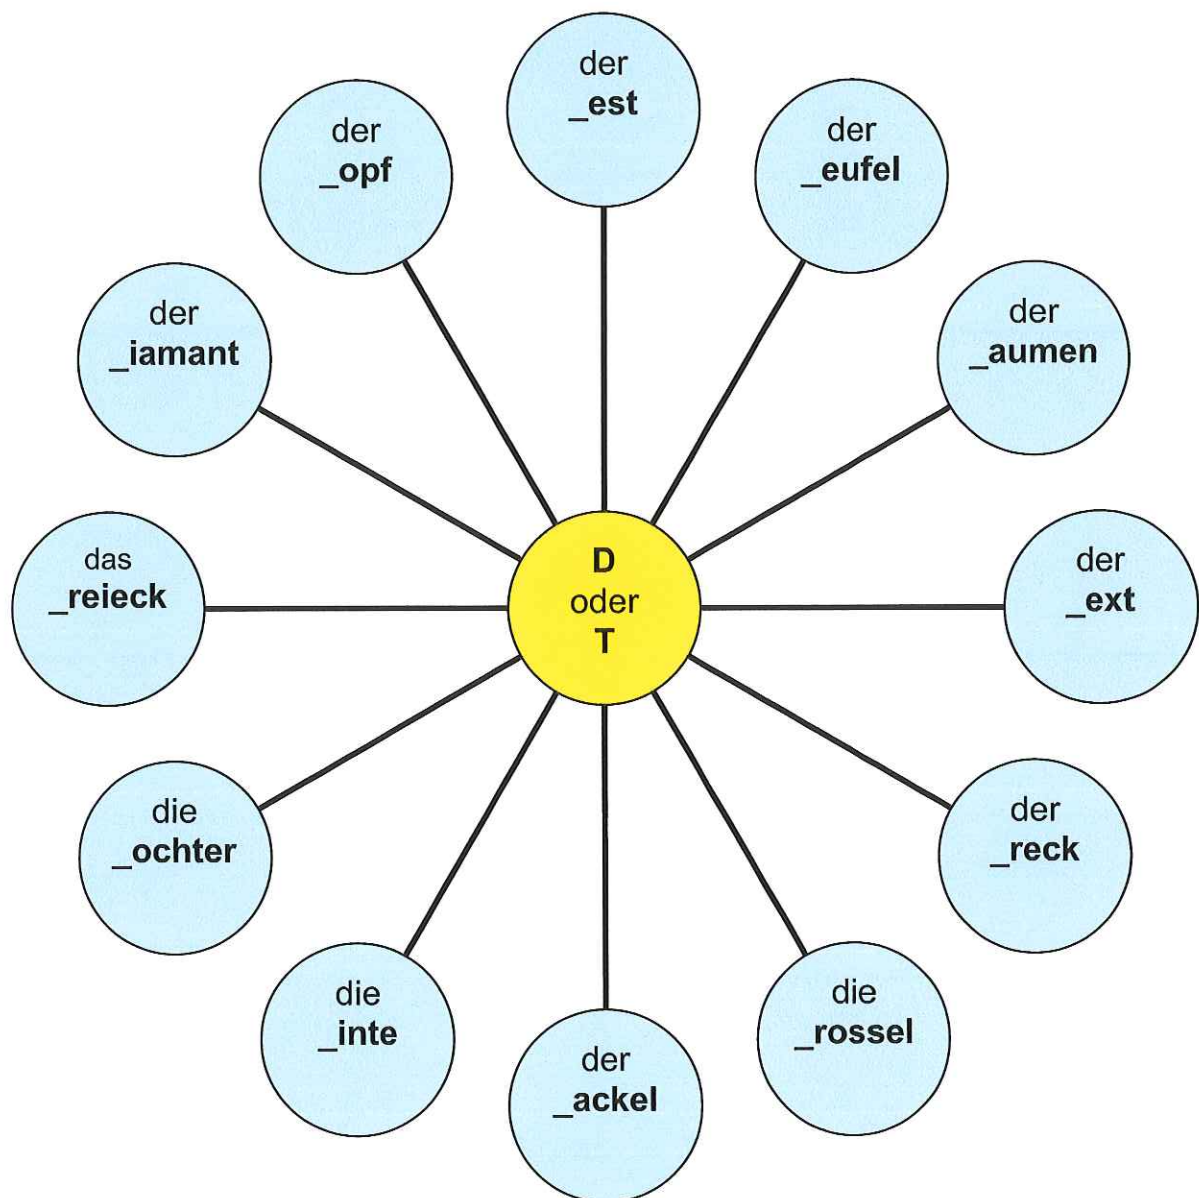 der
_est
der
_eufel
der
_aumen
der
_ext
der
_reck
die
_rossel
der
_ackel
die
_inte
die
_ochter
das
_reieck
der
_iamant
der
_opf
D
oder
T